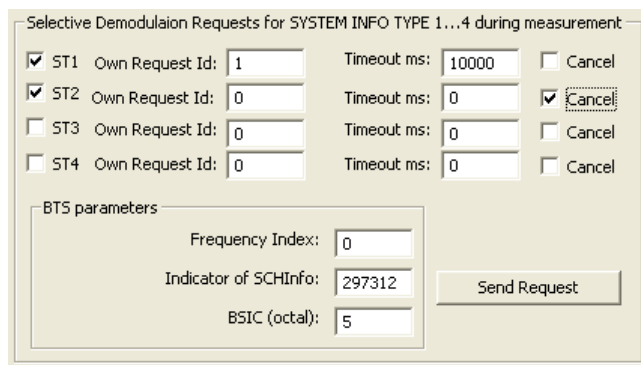 Selective Demodulaion Requests for SYSTEM INFO TYPE 1...4 during measurement
ST1 Own Request Id: 1 Timeout ms: 10000 Cancel
ST2 Own Request Id: 0 Timeout ms: 0 Cancel
ST3 Own Request Id: 0 Timeout ms: 0 Cancel
ST4 Own Request Id: 0 Timeout ms: 0 Cancel
BTS parameters
Frequency Index: 0
Indicator of SCHInfo: 297312
Send Request
BSIC (octal): 5